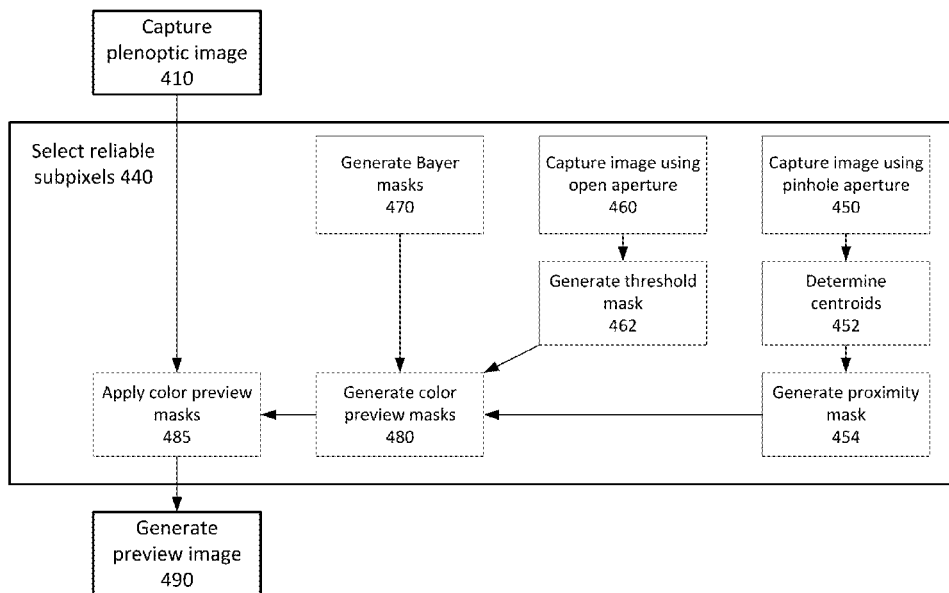 Capture
plenoptic image
410
Select reliable
subpixels 440
Generate Bayer
masks
470
Capture image using
open aperture
460
Capture image using
pinhole aperture
450
Generate threshold
mask
462
Determine
centroids
452
Apply color preview
masks
485
Generate color
preview masks
480
Generate proximity
mask
454
Generate
preview image
490